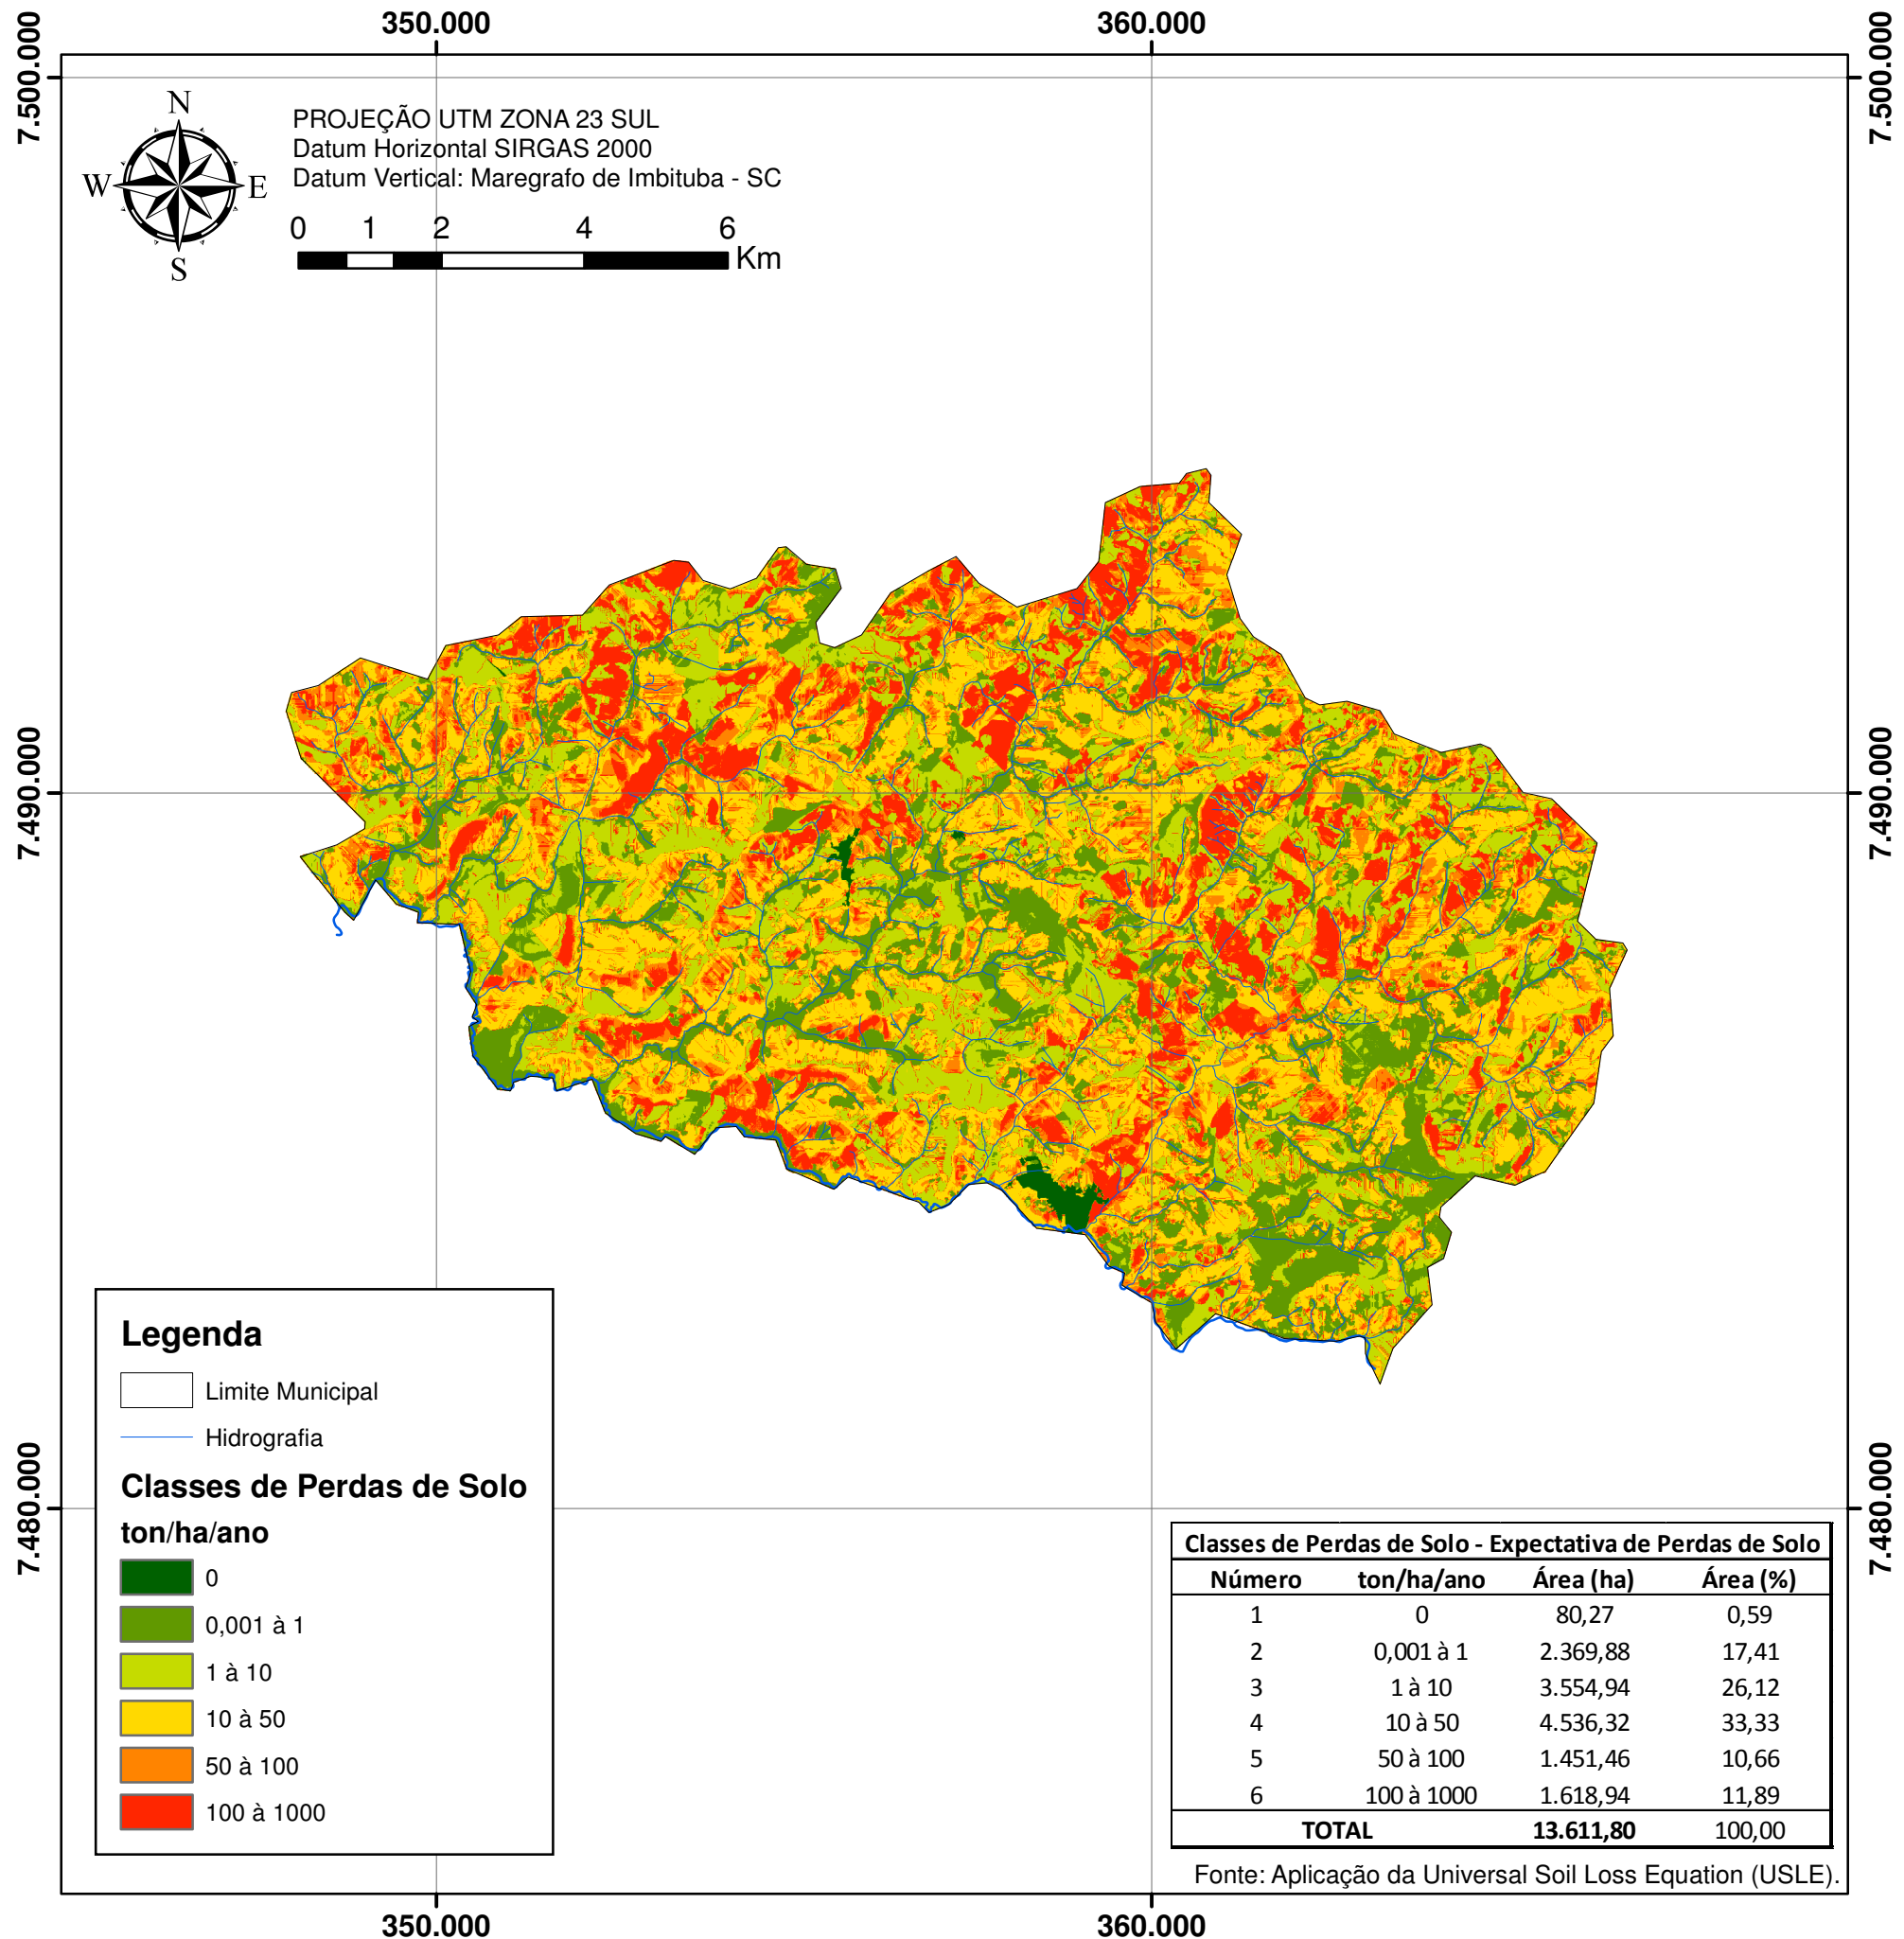 350.000
360.000
7.500.000
7.500.000
N
W
E
S
PROJEÇÃO UTM ZONA 23 SUL
Datum Horizontal SIRGAS 2000
Datum Vertical: Maregrafo de Imbituba - SC
0 1 2 4 6
Km
7.490.000
7.490.000
7.480.000
7.480.000
Legenda
Limite Municipal
Hidrografia
Classes de Perdas de Solo
ton/ha/ano
0
0,001 à 1
1 à 10
10 à 50
50 à 100
100 à 1000
Classes de Perdas de Solo - Expectativa de Perdas de Solo
Número ton/ha/ano Área (ha) Área (%)
1 0 80,27 0,59
2 0,001 à 1 2.369,88 17,41
3 1 à 10 3.554,94 26,12
4 10 à 50 4.536,32 33,33
5 50 à 100 1.451,46 10,66
6 100 à 1000 1.618,94 11,89
TOTAL 13.611,80 100,00
Fonte: Aplicação da Universal Soil Loss Equation (USLE).
350.000
360.000